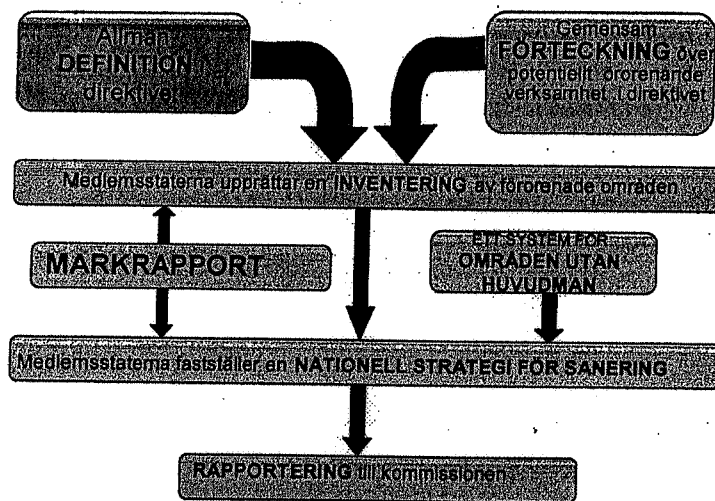 Allmän
DEFINITION i
direktivet
Gemensam
FÖRTECKNING över
potentiellt förorenande
verksamhet i direktivet
Medlemsstaterna upprättar en INVENTERING av förorenade områden
MARKRAPPORT
ETT SYSTEM FÖR
OMRÅDEN UTAN
HUVUDMAN
Medlemsstaterna fastställer en NATIONELL STRATEGI FÖR SANERING
RAPPORTERING till kommissionen